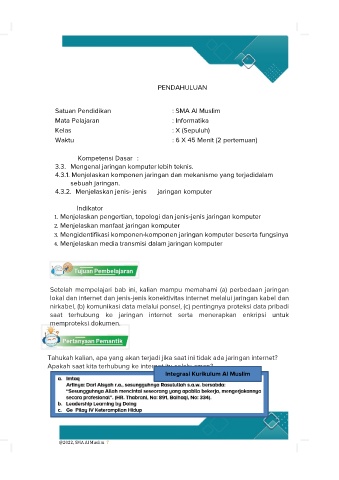 PENDAHULUAN
Satuan Pendidikan : SMA Al Muslim
Mata Pelajaran : Informatika
Kelas : X (Sepuluh)
Waktu : 6 X 45 Menit (2 pertemuan)
Kompetensi Dasar :
3.3. Mengenal jaringan komputer lebih teknis.
4.3.1. Menjelaskan komponen jaringan dan mekanisme yang terjadidalam
sebuah jaringan.
4.3.2. Menjelaskan jenis- jenis jaringan komputer
Indikator
1. Menjelaskan pengertian, topologi dan jenis-jenis jaringan komputer
2. Menjelaskan manfaat jaringan komputer
3. Mengidentifikasi komponen-komponen jaringan komputer beserta fungsinya
4. Menjelaskan media transmisi dalam jaringan komputer
Tujuan Pembelajaran
Setelah mempelajari bab ini, kalian mampu memahami (a) perbedaan jaringan
lokal dan internet dan jenis-jenis konektivitas internet melalui jaringan kabel dan
nirkabel, (b) komunikasi data melalui ponsel, (c) pentingnya proteksi data pribadi
saat terhubung ke jaringan internet serta menerapkan enkripsi untuk
memproteksi dokumen.
Pertanyaan Pemantik
Tahukah kalian, apa yang akan terjadi jika saat ini tidak ada jaringan internet?
Apakah saat kita terhubung ke internet itu selalu aman?
Integrasi Kurikulum Al Muslim
a. Imtaq
Artinya: Dari Aisyah r.a., sesungguhnya Rasulullah s.a.w. bersabda:
"Sesungguhnya Allah mencintai seseorang yang apabila bekerja, mengerjakannya
secara profesional". (HR. Thabrani, No: 891, Baihaqi, No: 334).
b. Leadership Learning by Doing
c. Ge Pilay IV Keterampilan Hidup
@2022, SMA Al Muslim